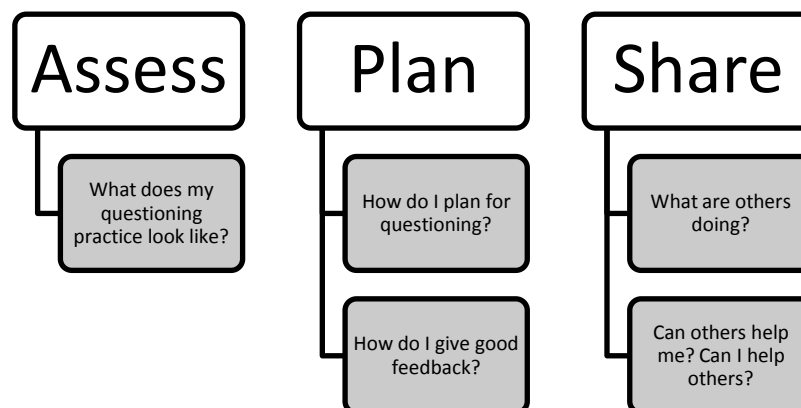 Assess
What does my
questioning
practice look like?
Plan
How do I plan for
questioning?
How do I give good
feedback?
Share
What are others
doing?
Can others help
me? Can I help
others?